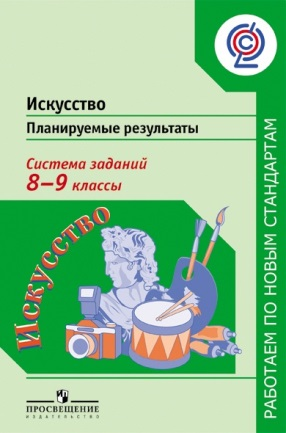 Искусство
Планируемые результаты
Система заданий
8–9 классы
Искусство
ПРОСВЕЩЕНИЕ
ИЗДАТЕЛЬСТВО
РАБОТАЕМ ПО НОВЫМ СТАНДАРТАМ